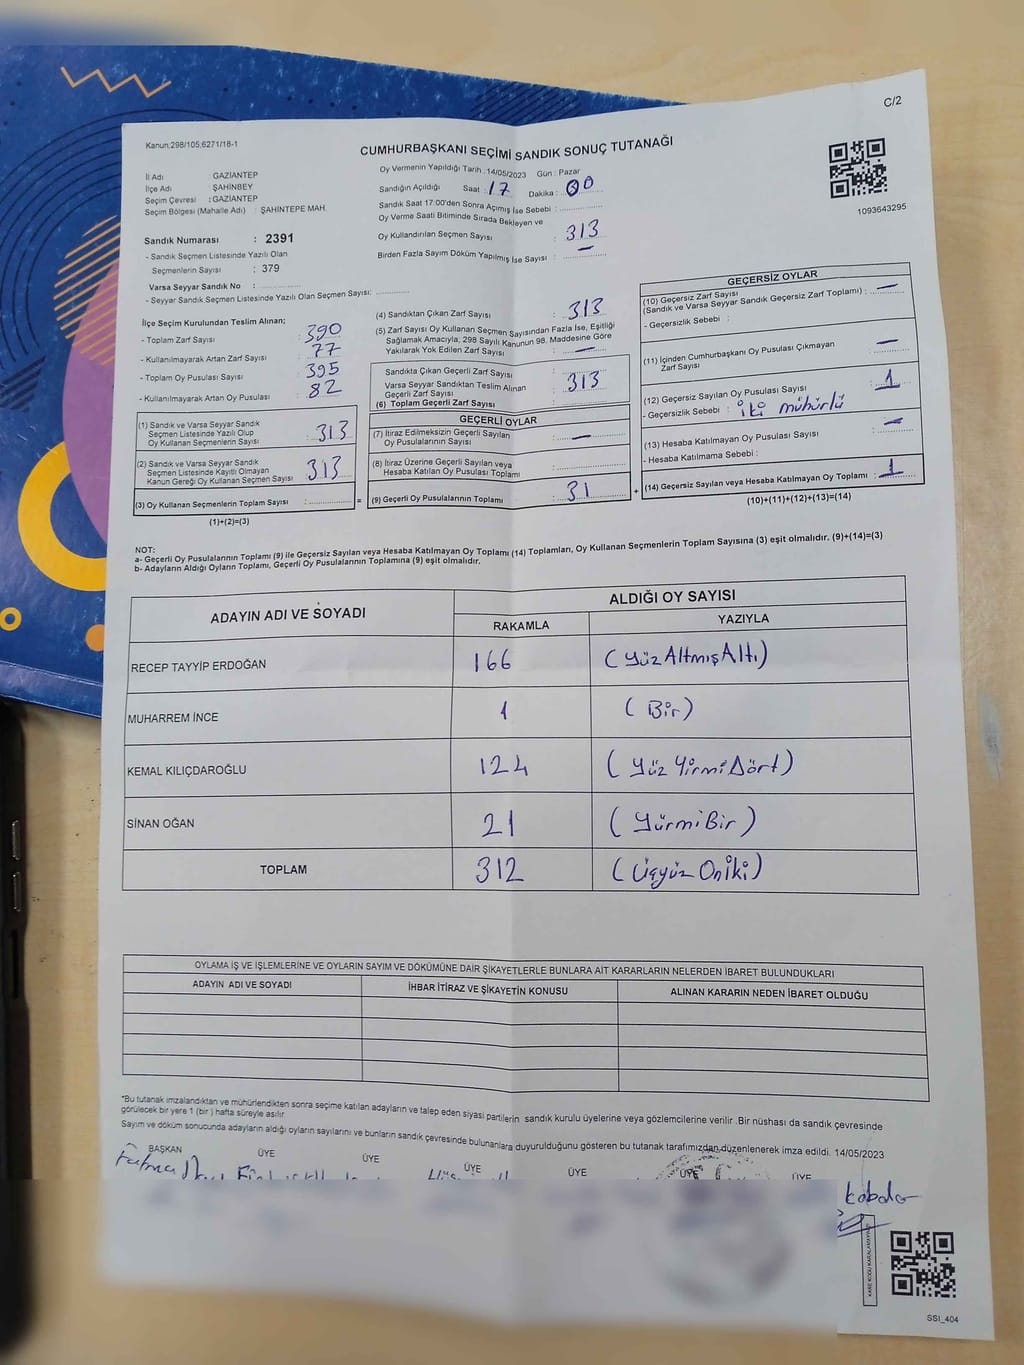 C/2
Kanun;298/105,6271/18-1
CUMHURBAŞKANI SEÇİMİ SANDIK SONUÇ TUTANAĞI
1093643295
İl Adı : GAZİANTEP
İlçe Adı : ŞAHİNBEY
Seçim Çevresi : GAZİANTEP
Seçim Bölgesi (Mahalle Adı) : ŞAHİNTEPE MAH.
Sandık Numarası : 2391
- Sandık Seçmen Listesinde Yazılı Olan
Seçmenlerin Sayısı : 379
Varsa Seyyar Sandık No :
- Seyyar Sandık Seçmen Listesinde Yazılı Olan Seçmen Sayısı:
Oy Vermenin Yapıldığı Tarih : 14/05/2023 Gün : Pazar
Sandığın Açıldığı Saat : 17 Dakika : 00
Sandık Saat 17:00'den Sonra Açımış İse Sebebi :
Oy Verme Saati Bitiminde Sırada Bekleyen ve
Oy Kullandırılan Seçmen Sayısı : 313
Birden Fazla Sayım Döküm Yapılmış İse Sayısı : —
İlçe Seçim Kurulundan Teslim Alınan;
- Toplam Zarf Sayısı : 390
- Kullanılmayarak Artan Zarf Sayısı : 77
- Toplam Oy Pusulası Sayısı : 395
- Kullanılmayarak Artan Oy Pusulası : 82
(1) Sandık ve Varsa Seyyar Sandık
Seçmen Listesinde Yazılı Olup
Oy Kullanan Seçmenlerin Sayısı : 313
(2) Sandık ve Varsa Seyyar Sandık
Seçmen Listesinde Kayıtlı Olmayan
Kanun Gereği Oy Kullanan Seçmen Sayısı : 313
(3) Oy Kullanan Seçmenlerin Toplam Sayısı : =
(1)+(2)=(3)
(4) Sandıktan Çıkan Zarf Sayısı : 313
(5) Zarf Sayısı Oy Kullanan Seçmen Sayısından Fazla İse, Eşitliği
Sağlamak Amacıyla; 298 Sayılı Kanunun 98. Maddesine Göre
Yakılarak Yok Edilen Zarf Sayısı : —
Sandıkta Çıkan Geçerli Zarf Sayısı
Varsa Seyyar Sandıktan Teslim Alınan
Geçerli Zarf Sayısı : 313
(6) Toplam Geçerli Zarf Sayısı
GEÇERLİ OYLAR
(7) İtiraz Edilmeksizin Geçerli Sayılan
Oy Pusulalarının Sayısı : —
(8) İtiraz Üzerine Geçerli Sayılan veya
Hesaba Katılan Oy Pusulası Toplamı :
(9) Geçerli Oy Pusulalarının Toplamı : 31 +
GEÇERSİZ OYLAR
(10) Geçersiz Zarf Sayısı
(Sandık ve Varsa Seyyar Sandık Geçersiz Zarf Toplamı) : —
- Geçersizlik Sebebi :
(11) İçinden Cumhurbaşkanı Oy Pusulası Çıkmayan
Zarf Sayısı : —
(12) Geçersiz Sayılan Oy Pusulası Sayısı : 1
- Geçersizlik Sebebi : iki mühürlü
(13) Hesaba Katılmayan Oy Pusulası Sayısı : —
- Hesaba Katılmama Sebebi :
(14) Geçersiz Sayılan veya Hesaba Katılmayan Oy Toplamı : 1
(10)+(11)+(12)+(13)=(14)
NOT:
a- Geçerli Oy Pusulalarının Toplamı (9) ile Geçersiz Sayılan veya Hesaba Katılmayan Oy Toplamı (14) Toplamları, Oy Kullanan Seçmenlerin Toplam Sayısına (3) eşit olmalıdır. (9)+(14)=(3)
b- Adayların Aldığı Oyların Toplamı, Geçerli Oy Pusulalarının Toplamına (9) eşit olmalıdır.
ADAYIN ADI VE SOYADI ALDIĞI OY SAYISI
RAKAMLA YAZIYLA
RECEP TAYYİP ERDOĞAN 166 (Yüz Altmış Altı)
MUHARREM İNCE 1 (Bir)
KEMAL KILIÇDAROĞLU 124 (Yüz Yirmi Dört)
SİNAN OĞAN 21 (Yürmi Bir)
TOPLAM 312 (Üçyüz Oniki)
OYLAMA İŞ VE İŞLEMLERİNE VE OYLARIN SAYIM VE DÖKÜMÜNE DAİR ŞİKAYETLERLE BUNLARA AİT KARARLARIN NELERDEN İBARET BULUNDUKLARI
ADAYIN ADI VE SOYADI İHBAR İTİRAZ VE ŞİKAYETİN KONUSU ALINAN KARARIN NEDEN İBARET OLDUĞU
*Bu tutanak imzalandıktan ve mühürlendikten sonra seçime katılan adayların ve talep eden siyasi partilerin sandık kurulu üyelerine veya gözlemcilerine verilir .Bir nüshası da sandık çevresinde
görülecek bir yere 1 (bir ) hafta süreyle asılır.
Sayım ve döküm sonucunda adayların aldığı oyların sayılarını ve bunların sandık çevresinde bulunanlara duyurulduğunu gösteren bu tutanak tarafımızdan düzenlenerek imza edildi. 14/05/2023
BAŞKAN ÜYE ÜYE ÜYE ÜYE ÜYE ÜYE
Fatma
SSI_404